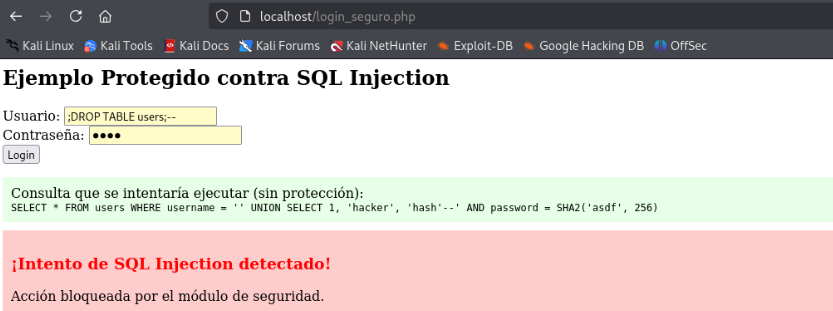 localhost/login_seguro.php
Kali Linux Kali Tools Kali Docs Kali Forums Kali NetHunter Exploit-DB Google Hacking DB OffSec
Ejemplo Protegido contra SQL Injection
Usuario: ;DROP TABLE users;--
Contraseña: ●●●●
Login
Consulta que se intentaría ejecutar (sin protección):
SELECT * FROM users WHERE username = '' UNION SELECT 1, 'hacker', 'hash'--' AND password = SHA2('asdf', 256)
¡Intento de SQL Injection detectado!
Acción bloqueada por el módulo de seguridad.